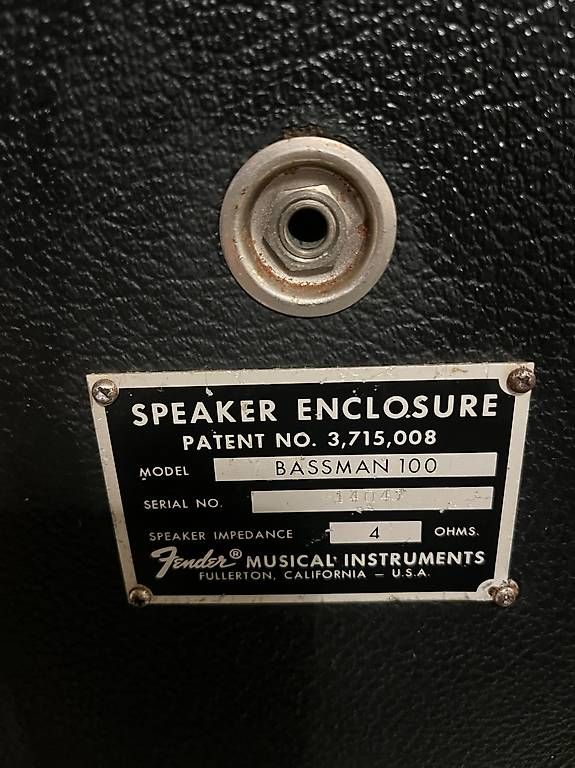 SPEAKER ENCLOSURE
PATENT NO. 3,715,008
MODEL BASSMAN 100
SERIAL NO. 14047
SPEAKER IMPEDANCE 4 OHMS.
Fender® MUSICAL INSTRUMENTS
FULLERTON, CALIFORNIA – U.S.A.